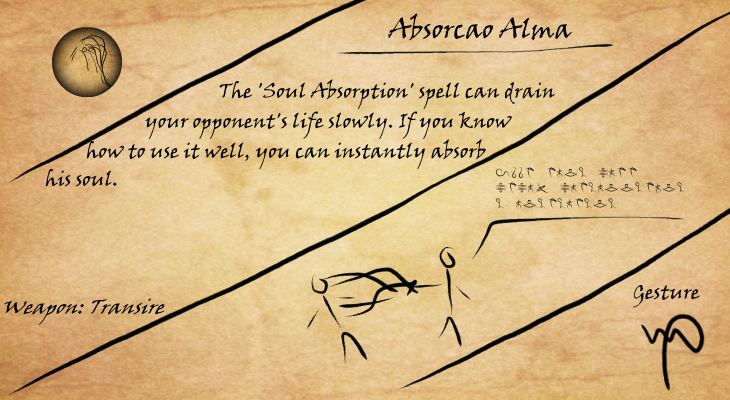 Absorcao Alma
The 'Soul Absorption' spell can drain
your opponent's life slowly. If you know
how to use it well, you can instantly absorb
his soul.
Weapon: Transire
Gesture